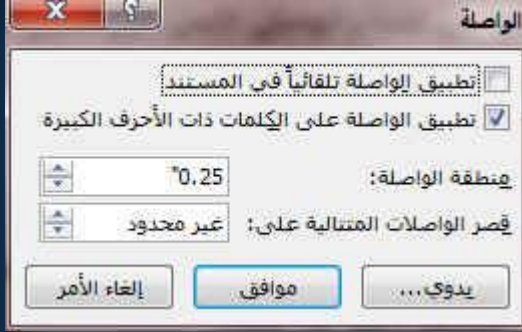 الواصلة
تطبيق الواصلة تلقائياً في المستند
تطبيق الواصلة على الكلمات ذات الأحرف الكبيرة
منطقة الواصلة: 0.25"
قصر الواصلات المتتالية على: غير محدود
يدوي... موافق إلغاء الأمر